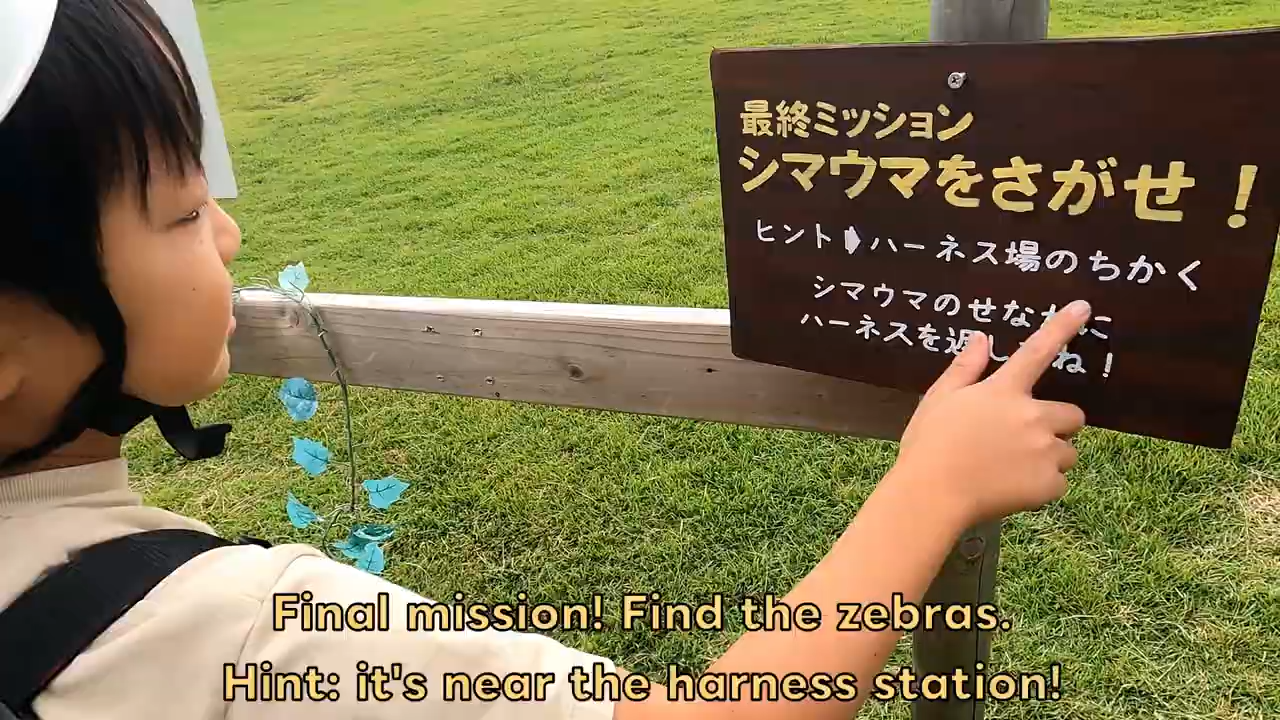 最終ミッション
シマウマをさがせ！
ヒント➧ハーネス場のちかく
シマウマのせなかに
ハーネスを返してね！
Final mission! Find the zebras.
Hint: it's near the harness station!